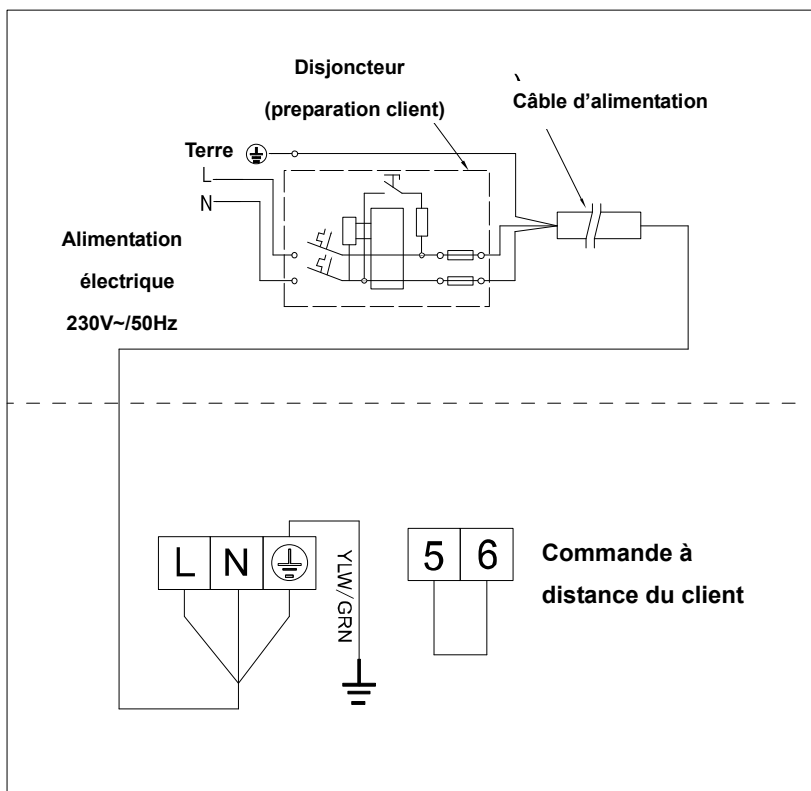 Disjoncteur
(preparation client)
Câble d’alimentation
Terre
L
N
Alimentation
électrique
230V~/50Hz
L N
YLW/GRN
5 6
Commande à
distance du client